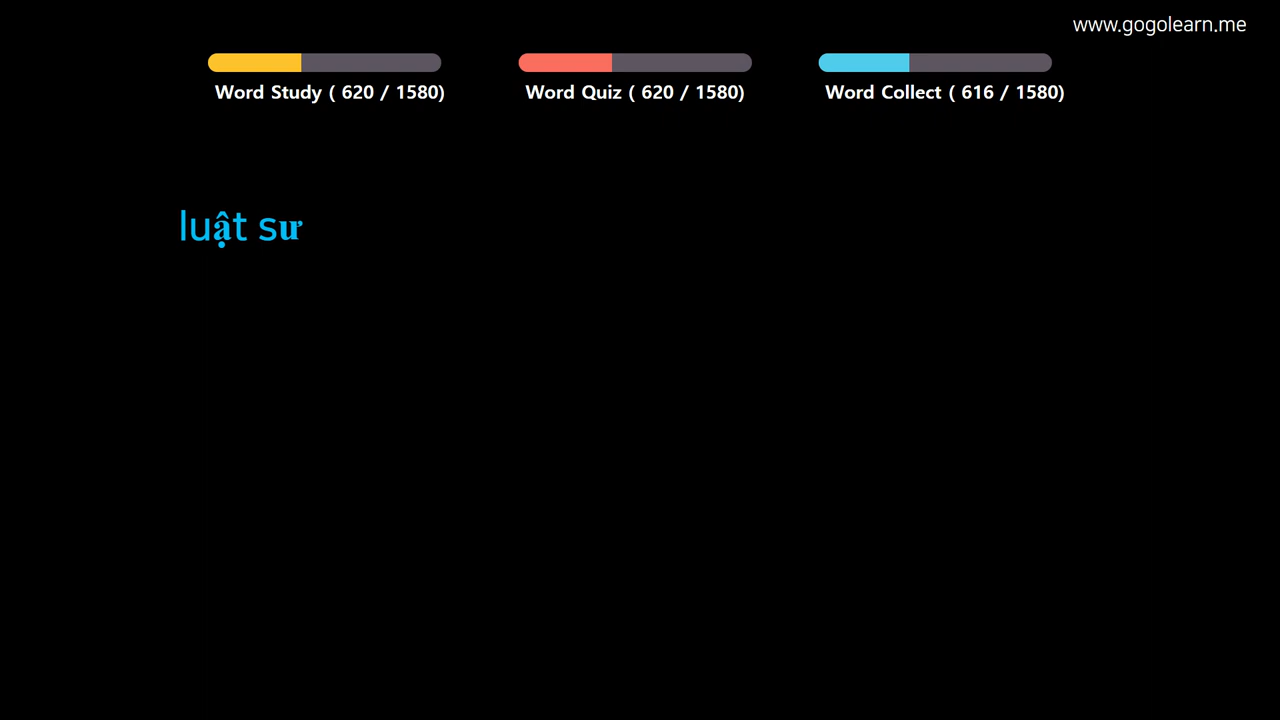 www.gogolearn.me
Word Study ( 620 / 1580)
Word Quiz ( 620 / 1580)
Word Collect ( 616 / 1580)
luật sư